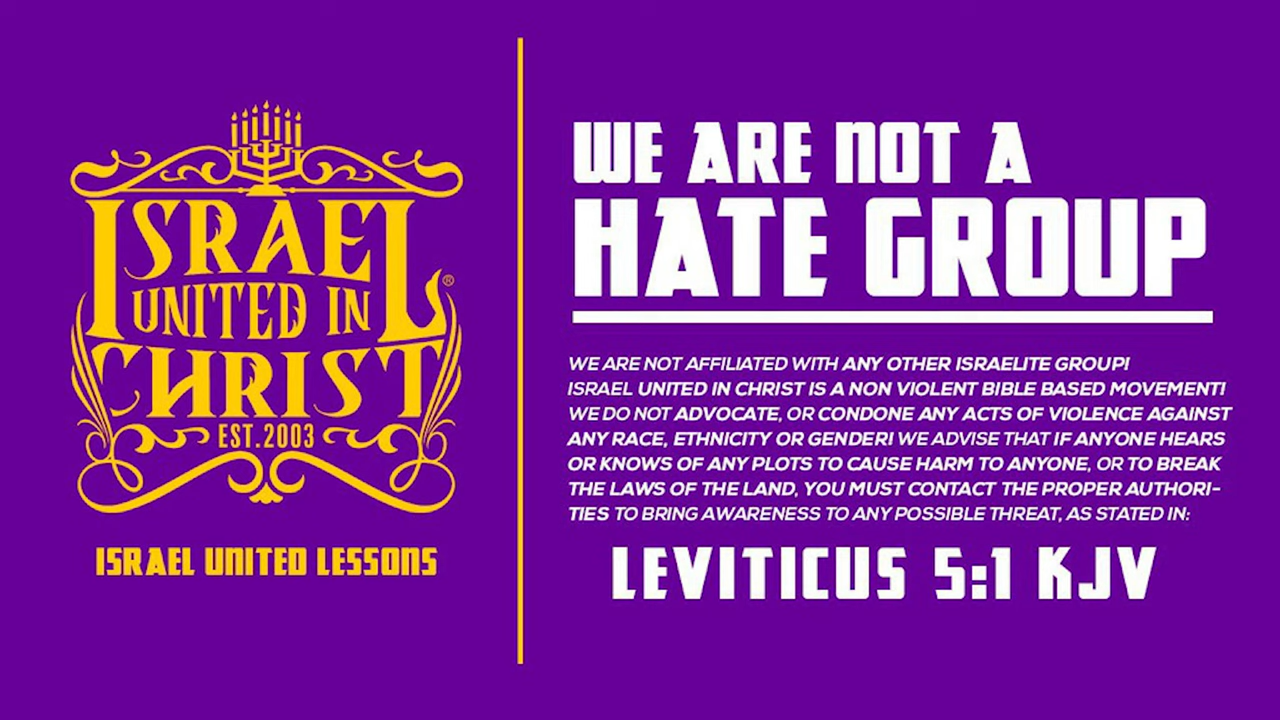 ISRAEL
UNITED IN
CHRIST
®
EST.2003
ISRAEL UNITED LESSONS
WE ARE NOT A
HATE GROUP
WE ARE NOT AFFILIATED WITH ANY OTHER ISRAELITE GROUP!
ISRAEL UNITED IN CHRIST IS A NON VIOLENT BIBLE BASED MOVEMENT!
WE DO NOT ADVOCATE, OR CONDONE ANY ACTS OF VIOLENCE AGAINST
ANY RACE, ETHNICITY OR GENDER! WE ADVISE THAT IF ANYONE HEARS
OR KNOWS OF ANY PLOTS TO CAUSE HARM TO ANYONE, OR TO BREAK
THE LAWS OF THE LAND, YOU MUST CONTACT THE PROPER AUTHORI-
TIES TO BRING AWARENESS TO ANY POSSIBLE THREAT, AS STATED IN:
LEVITICUS 5:1 KJV